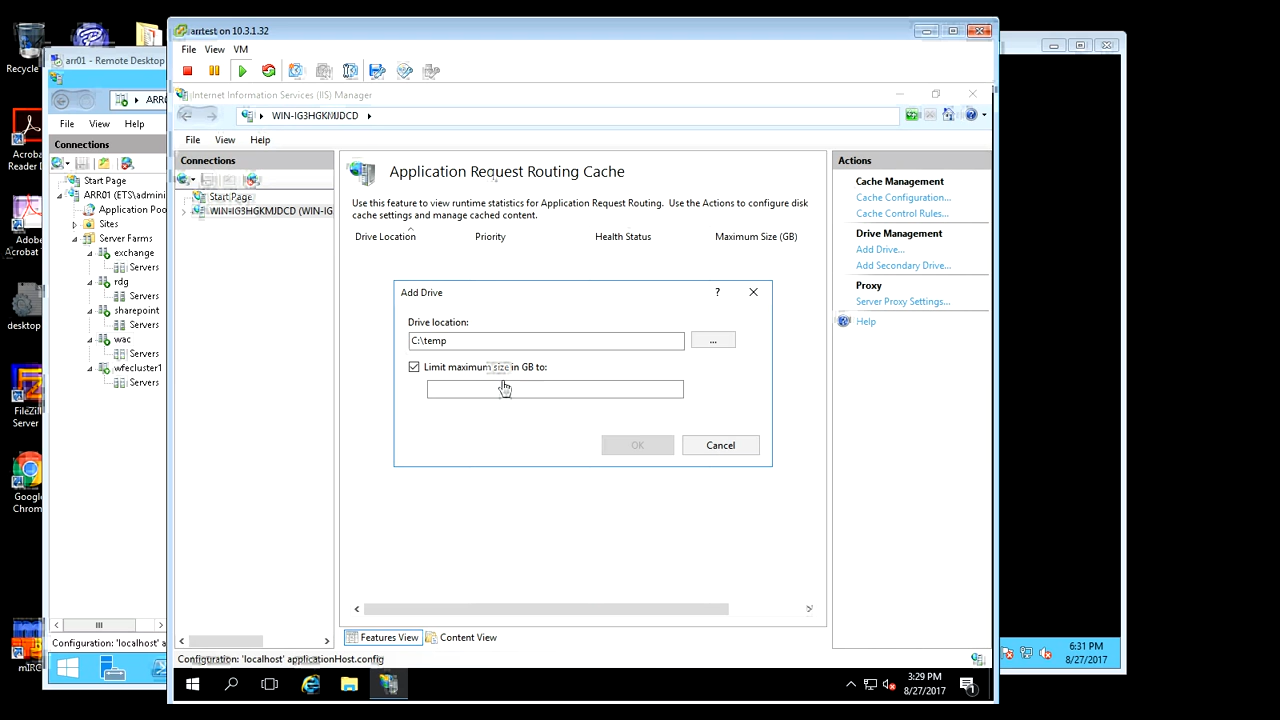 Recycle
Acrobat
Reader D
Adobe
Acrobat
desktop
FileZill
Server
Google
Chrom
mIRC
arr01 - Remote Desktop
ARR
File View Help
Connections
Start Page
ARR01 (ETS\admini
Application Poo
Sites
Server Farms
exchange
Servers
rdg
Servers
sharepoint
Servers
wac
Servers
wfecluster1
Servers
Configuration: 'localhost' a
arrtest on 10.3.1.32
File View VM
Internet Information Services (IIS) Manager
WIN-IG3HGKMJDCD
File View Help
Connections
Start Page
WIN-IG3HGKMJDCD (WIN-IG
Application Request Routing Cache
Use this feature to view runtime statistics for Application Request Routing. Use the Actions to configure disk
cache settings and manage cached content.
Drive Location Priority Health Status Maximum Size (GB)
Add Drive ?
Drive location:
C:\temp ...
Limit maximum size in GB to:
OK Cancel
Actions
Cache Management
Cache Configuration...
Cache Control Rules...
Drive Management
Add Drive...
Add Secondary Drive...
Proxy
Server Proxy Settings...
Help
Features View Content View
Configuration: 'localhost' applicationHost.config
3:29 PM
8/27/2017
1
6:31 PM
8/27/2017